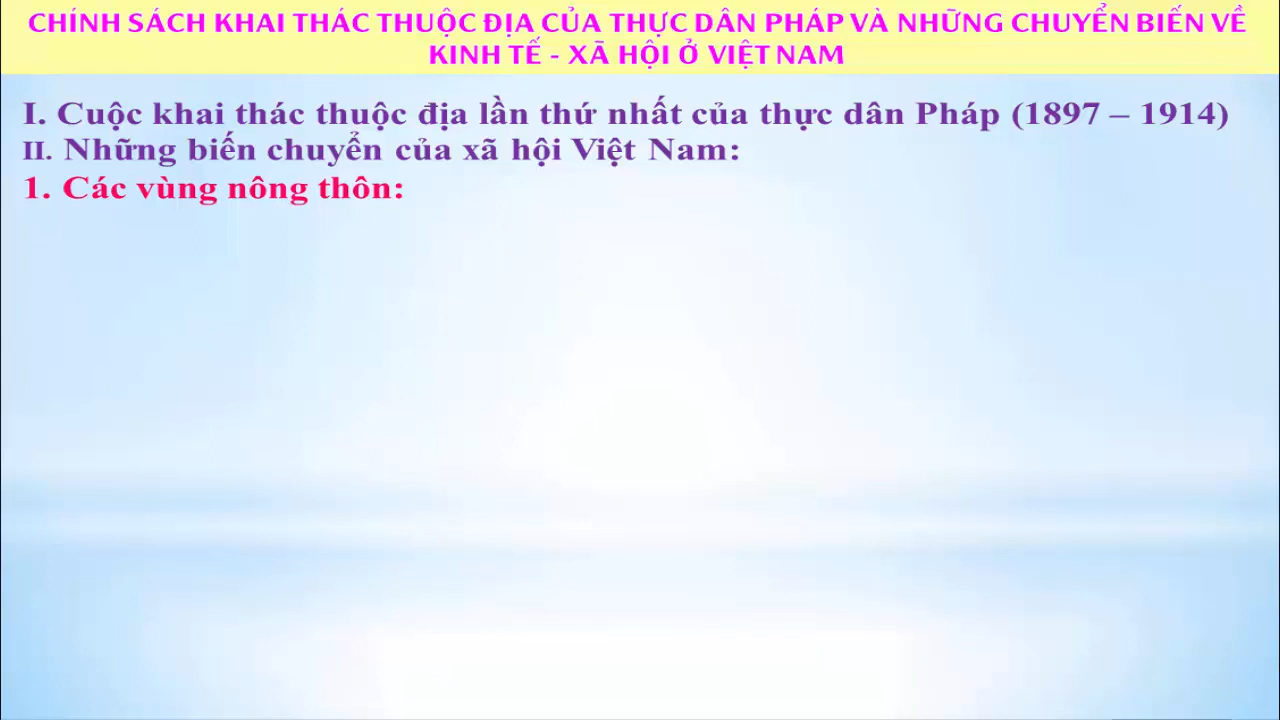 CHÍNH SÁCH KHAI THÁC THUỘC ĐỊA CỦA THỰC DÂN PHÁP VÀ NHỮNG CHUYỂN BIẾN VỀ
KINH TẾ - XÃ HỘI Ở VIỆT NAM
I. Cuộc khai thác thuộc địa lần thứ nhất của thực dân Pháp (1897 – 1914)
II. Những biến chuyển của xã hội Việt Nam:
1. Các vùng nông thôn: